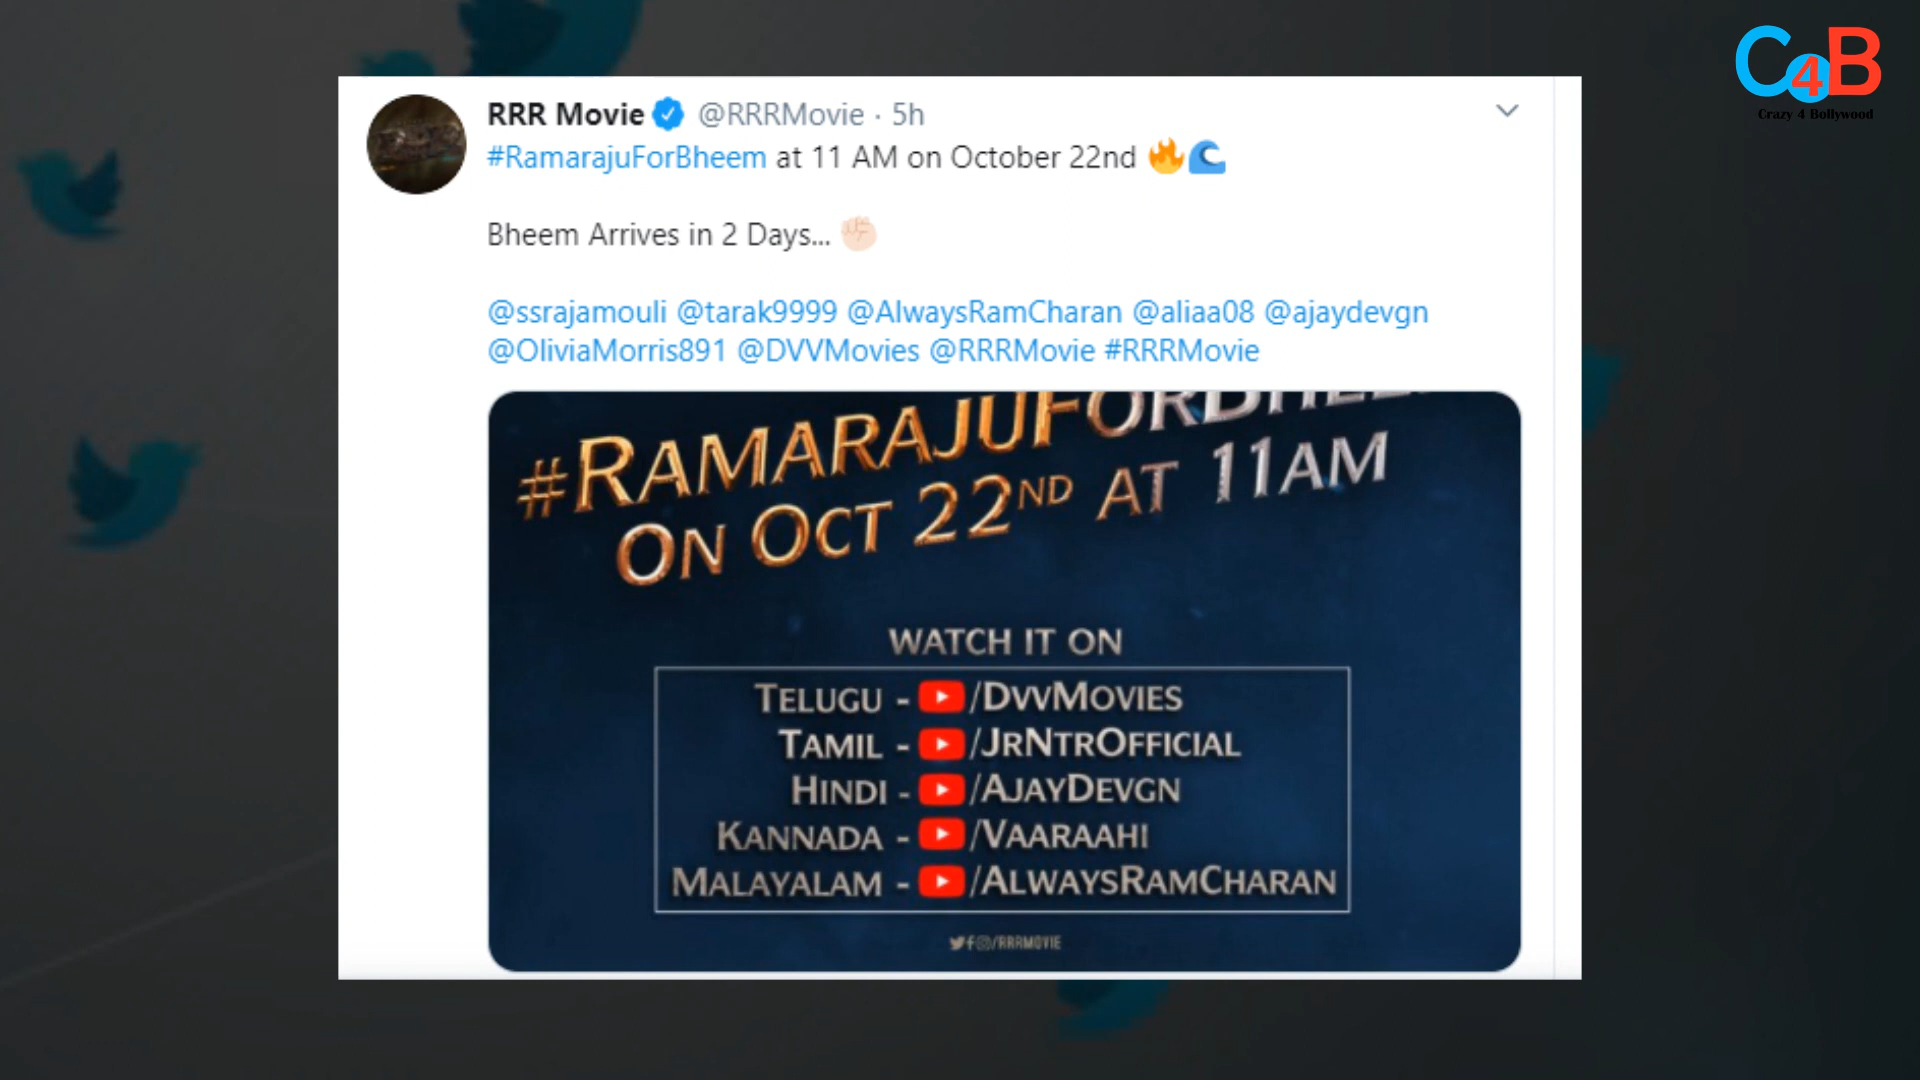 C4B
Crazy 4 Bollywood
RRR Movie @RRRMovie · 5h
#RamarajuForBheem at 11 AM on October 22nd 🔥🌊
Bheem Arrives in 2 Days... ✊🏻
@ssrajamouli @tarak9999 @AlwaysRamCharan @aliaa08 @ajaydevgn
@OliviaMorris891 @DVVMovies @RRRMovie #RRRMovie
#RAMARAJUFORBHEE
ON OCT 22ND AT 11AM
WATCH IT ON
TELUGU - /DVVMOVIES
TAMIL - /JRNTROFFICIAL
HINDI - /AJAYDEVGN
KANNADA - /VAARAAHI
MALAYALAM - /ALWAYSRAMCHARAN
/RRRMOVIE